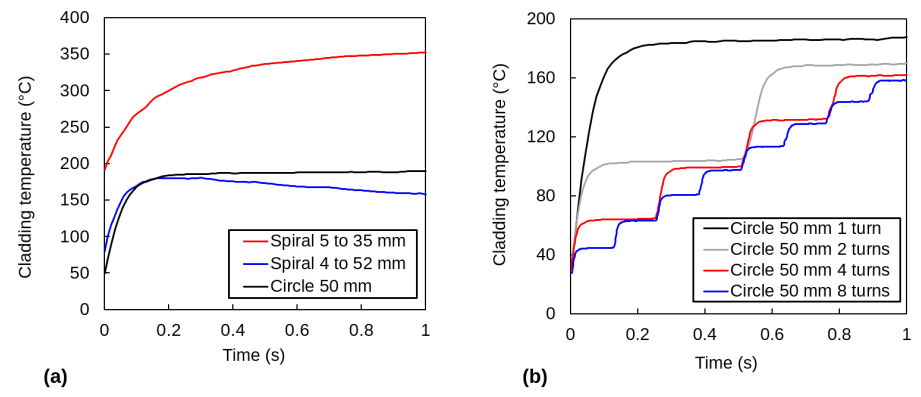 400
350
300
250
200
150
100
50
0
Cladding temperature (°C)
Spiral 5 to 35 mm
Spiral 4 to 52 mm
Circle 50 mm
0 0.2 0.4 0.6 0.8 1
Time (s)
(a)
200
160
120
80
40
0
Cladding temperature (°C)
Circle 50 mm 1 turn
Circle 50 mm 2 turns
Circle 50 mm 4 turns
Circle 50 mm 8 turns
0 0.2 0.4 0.6 0.8 1
Time (s)
(b)